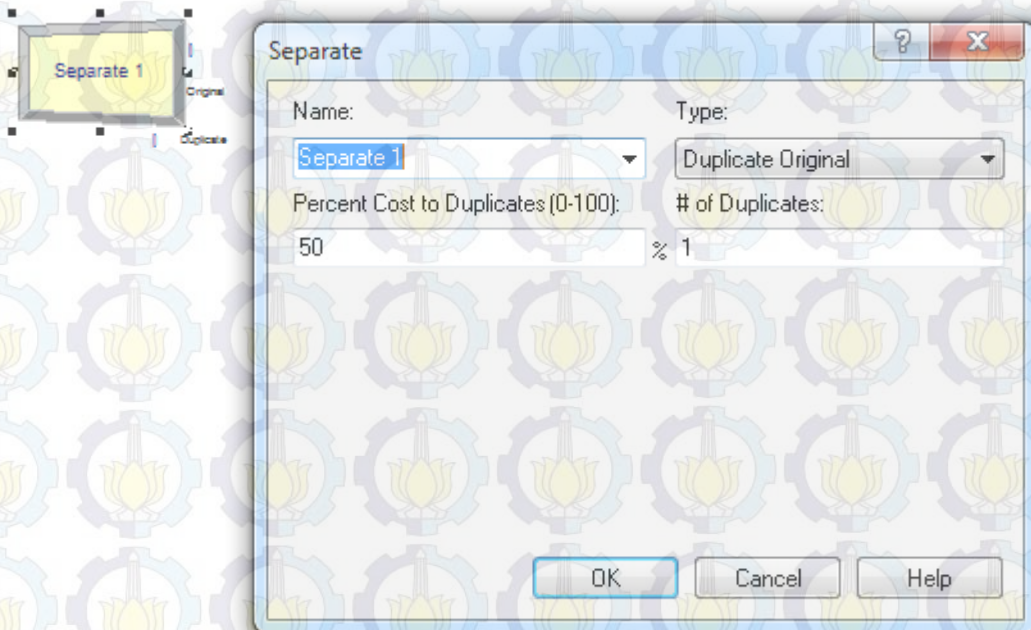 Separate 1
Original
Duplicate
Separate
Name:
Type:
Separate 1
Duplicate Original
Percent Cost to Duplicates (0-100):
# of Duplicates:
50
%
1
OK
Cancel
Help